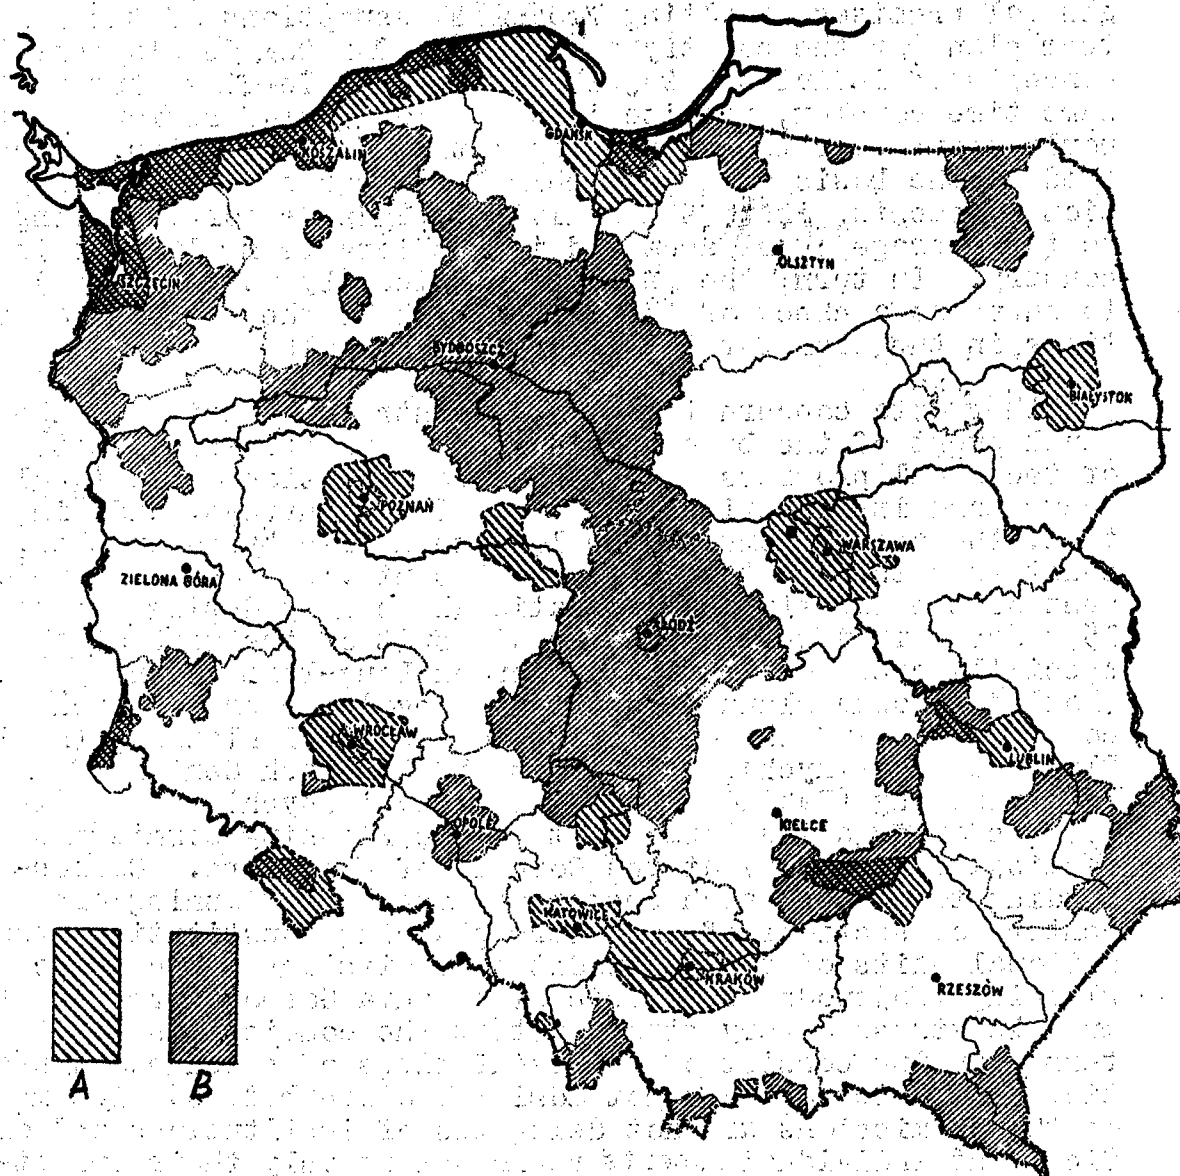 GDAŃSK
KOSZALIN
OLSZTYN
SZCZECIN
BYDGOSZCZ
BIAŁYSTOK
POZNAŃ
WARSZAWA
ZIELONA GÓRA
ŁÓDŹ
WROCŁAW
LUBLIN
OPOLE
KIELCE
KATOWICE
KRAKÓW
RZESZÓW
A
B